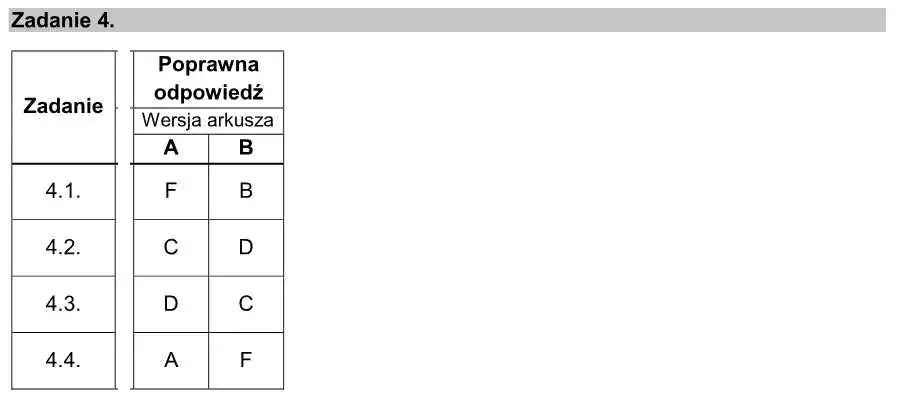 Zadanie 4.
Zadanie
Poprawna
odpowiedź
Wersja arkusza
A B
4.1. F B
4.2. C D
4.3. D C
4.4. A F